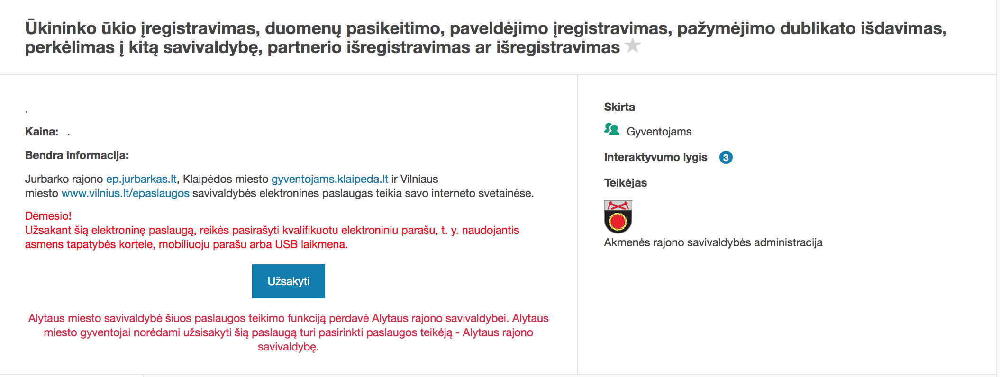 Ūkininko ūkio įregistravimas, duomenų pasikeitimo, paveldėjimo įregistravimas, pažymėjimo dublikato išdavimas,
perkėlimas į kitą savivaldybę, partnerio išregistravimas ar išregistravimas
.
Kaina: .
Bendra informacija:
Jurbarko rajono ep.jurbarkas.lt, Klaipėdos miesto gyventojams.klaipeda.lt ir Vilniaus
miesto www.vilnius.lt/epaslaugos savivaldybės elektronines paslaugas teikia savo interneto svetainėse.
Dėmesio!
Užsakant šią elektroninę paslaugą, reikės pasirašyti kvalifikuotu elektroniniu parašu, t. y. naudojantis
asmens tapatybės kortele, mobiliuoju parašu arba USB laikmena.
Užsakyti
Alytaus miesto savivaldybė šiuos paslaugos teikimo funkciją perdavė Alytaus rajono savivaldybei. Alytaus
miesto gyventojai norėdami užsisakyti šią paslaugą turi pasirinkti paslaugos teikėją - Alytaus rajono
savivaldybę.
Skirta
Gyventojams
Interaktyvumo lygis 3
Teikėjas
Akmenės rajono savivaldybės administracija